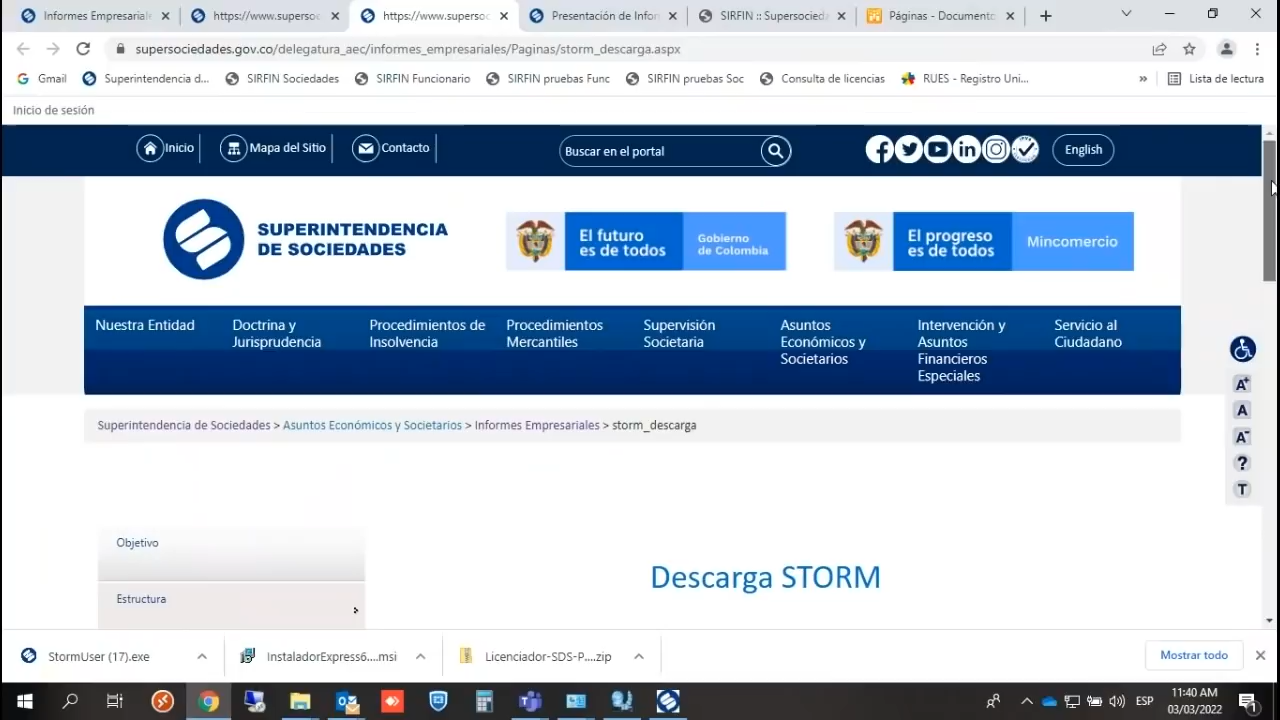 Informes Empresariale
https://www.supersoc
https://www.supersoc
Presentación de Infor
SIRFIN :: Supersocieda
Páginas - Documento
supersociedades.gov.co/delegatura_aec/informes_empresariales/Paginas/storm_descarga.aspx
Gmail
Superintendencia d...
SIRFIN Sociedades
SIRFIN Funcionario
SIRFIN pruebas Func
SIRFIN pruebas Soc
Consulta de licencias
RUES - Registro Uni...
»
Lista de lectura
Inicio de sesión
Inicio
Mapa del Sitio
Contacto
Buscar en el portal
English
SUPERINTENDENCIA
DE SOCIEDADES
El futuro
es de todos
Gobierno
de Colombia
El progreso
es de todos
Mincomercio
Nuestra Entidad
Doctrina y
Jurisprudencia
Procedimientos de
Insolvencia
Procedimientos
Mercantiles
Supervisión
Societaria
Asuntos
Económicos y
Societarios
Intervención y
Asuntos
Financieros
Especiales
Servicio al
Ciudadano
A+
A
A-
?
T
Superintendencia de Sociedades > Asuntos Económicos y Societarios > Informes Empresariales > storm_descarga
Objetivo
Estructura
Descarga STORM
StormUser (17).exe
InstaladorExpress6....msi
Licenciador-SDS-P....zip
Mostrar todo
ESP
11:40 AM
03/03/2022
1